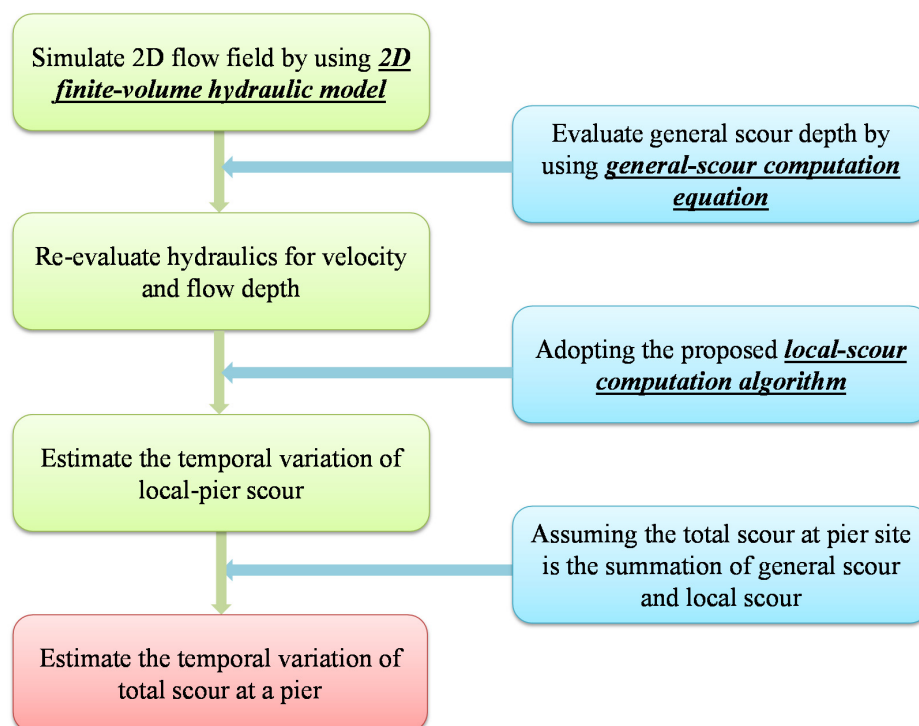 Simulate 2D flow field by using 2D
finite-volume hydraulic model
Evaluate general scour depth by
using general-scour computation
equation
Re-evaluate hydraulics for velocity
and flow depth
Adopting the proposed local-scour
computation algorithm
Estimate the temporal variation of
local-pier scour
Assuming the total scour at pier site
is the summation of general scour
and local scour
Estimate the temporal variation of
total scour at a pier